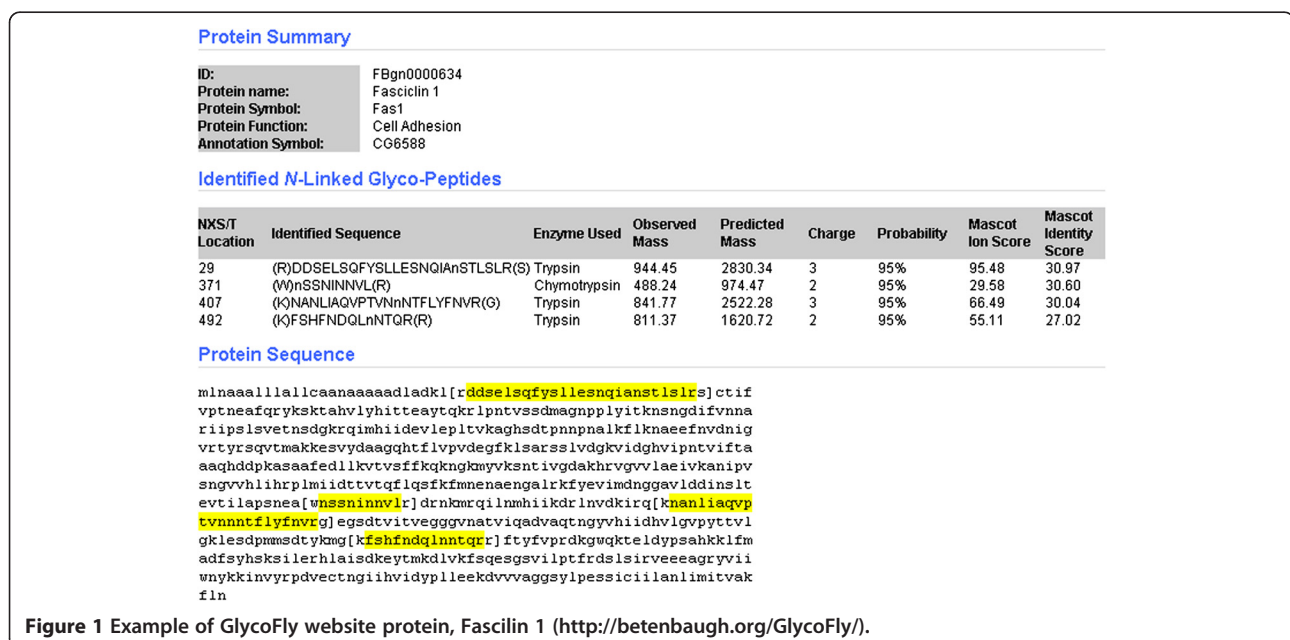 Protein Summary
ID: FBgn0000634
Protein name: Fasciclin 1
Protein Symbol: Fas1
Protein Function: Cell Adhesion
Annotation Symbol: CG6588
Identified N-Linked Glyco-Peptides
NXS/T Location Identified Sequence Enzyme Used Observed Mass Predicted Mass Charge Probability Mascot Ion Score Mascot Identity Score
29 (R)DDSELSQFYSLLESNQIAnSTLSLR(S) Trypsin 944.45 2830.34 3 95% 95.48 30.97
371 (W)nSSNINNVL(R) Chymotrypsin 488.24 974.47 2 95% 29.58 30.60
407 (K)NANLIAQVPTVNnNTFLYFNVR(G) Trypsin 841.77 2522.28 3 95% 66.49 30.04
492 (K)FSHFNDQLnNTQR(R) Trypsin 811.37 1620.72 2 95% 55.11 27.02
Protein Sequence
mlnaaalllallcaanaaaaadladkl[rddselsqfysllesnqianstlslrs]ctif
vptneafqryksktahvlyhitteaytqkrlpntvssdmagnpplyitknsngdifvnna
riipslsvetnsdgkrqimhiidevlepltvkaghsdtpnnpnalkflknaeefnvdnig
vrtyrsqvtmakkesvydaagqhtflvpvdegfklsarsslvdgkvidghvipntvifta
aaqhddpkasaafedllkvtvsffkqkngkmyvksntivgdakhrvgvvlaeivkanipv
sngvvhlihrplmiidttvtqflqsfkfmnenaengalrkfyevimdnggavlddinslt
evtilapsnea[wnssninnvlr]drnkmrqilnmhiikdrlnvdkirq[knanliaqvp
tvnnntflyfnvrg]egsdtvitvegggvnatviqadvaqtngyvhiidhvlgvpyttvl
gklesdpmmsdtykmg[kfshfndqlnntqrr]ftyfvprdkgwqkteldypsahkklfm
adfsyhsksilerhlaisdkeytmkdlvkfsqesgsvilptfrdslsirveeeagryvii
wnykkinvyrpdvectngiihvidyplleekdvvvaggsylpessiciilanlimitvak
fln
Figure 1 Example of GlycoFly website protein, Fascilin 1 (http://betenbaugh.org/GlycoFly/).